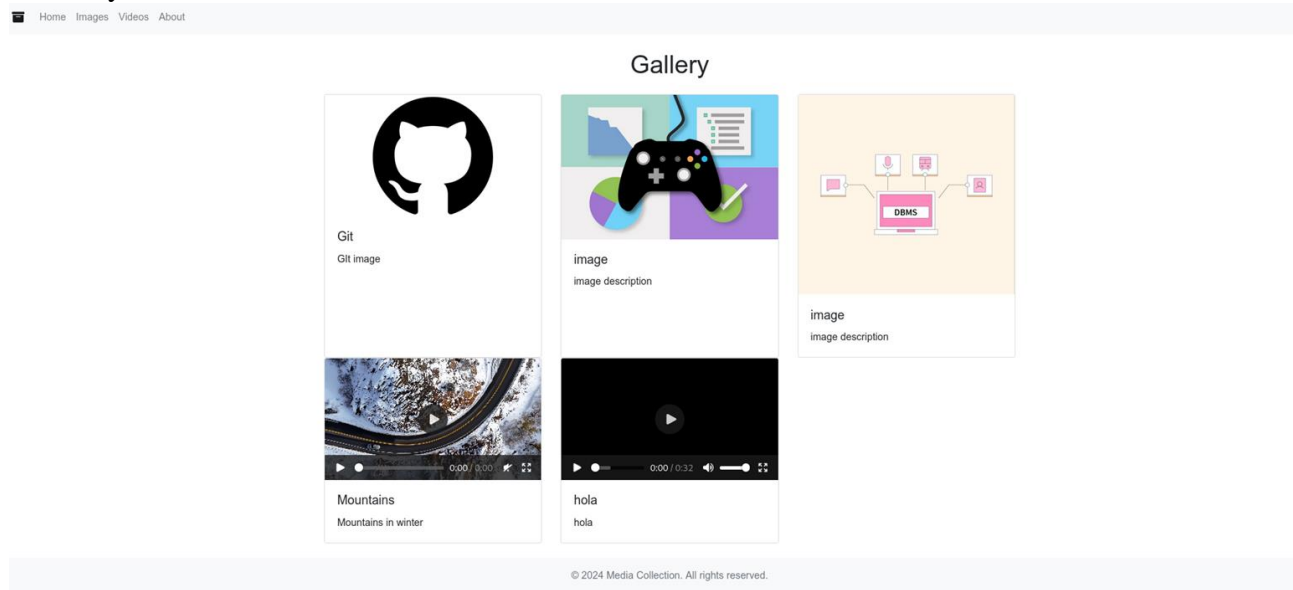 Home Images Videos About
Gallery
Git
GIt image
image
image description
DBMS
image
image description
0:00 / 0:00
0:00 / 0:32
Mountains
Mountains in winter
hola
hola
© 2024 Media Collection. All rights reserved.